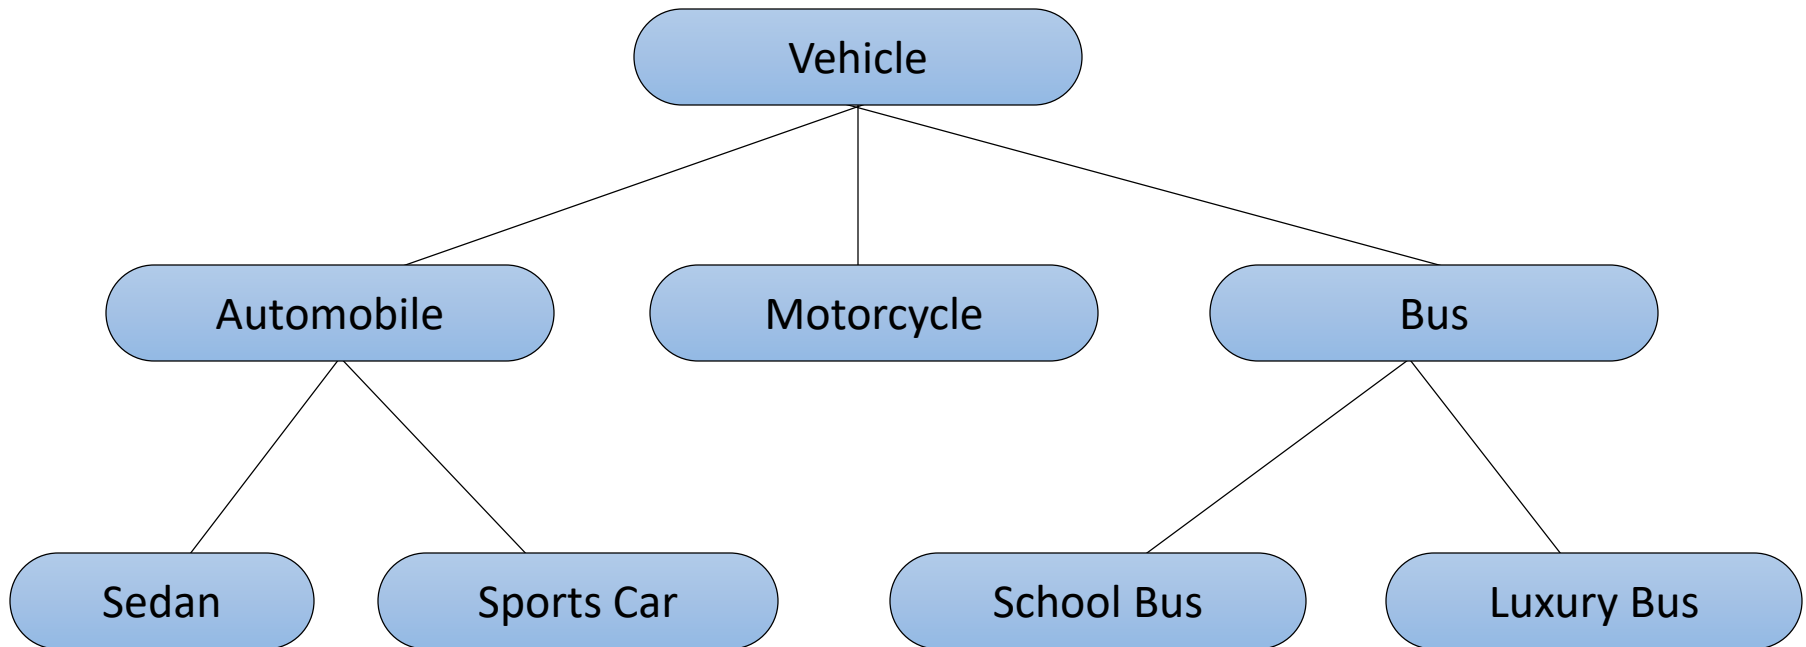 Vehicle
Automobile
Motorcycle
Bus
Sedan
Sports Car
School Bus
Luxury Bus